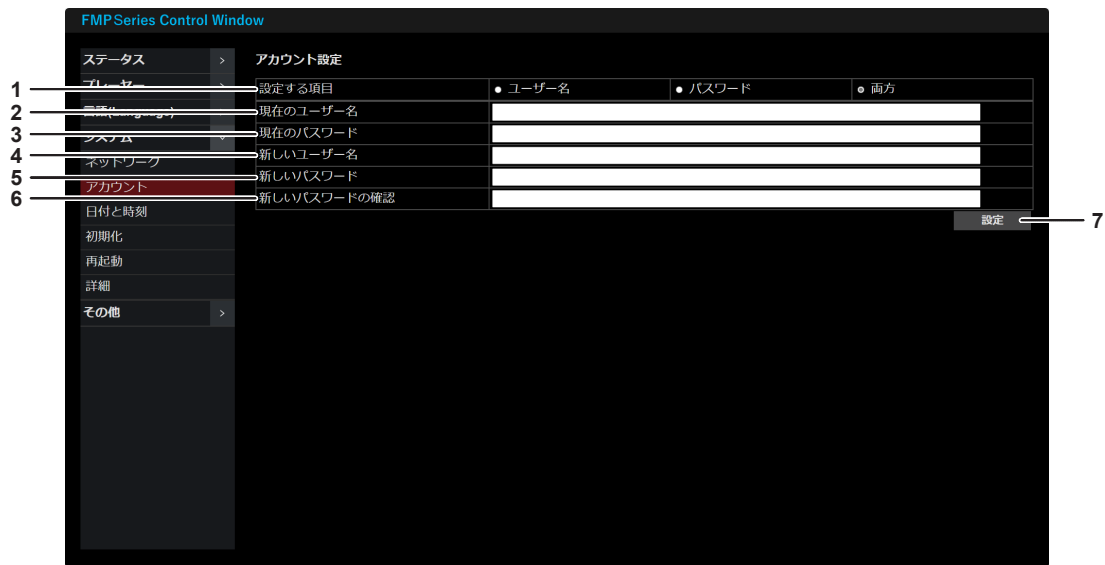 FMPSeries Control Window
ステータス >
プレーヤー
言語(Language)
システム
ネットワーク
アカウント
日付と時刻
初期化
再起動
詳細
その他 >
アカウント設定
1 設定する項目 ユーザー名 パスワード 両方
2 現在のユーザー名
3 現在のパスワード
4 新しいユーザー名
5 新しいパスワード
6 新しいパスワードの確認
設定 7